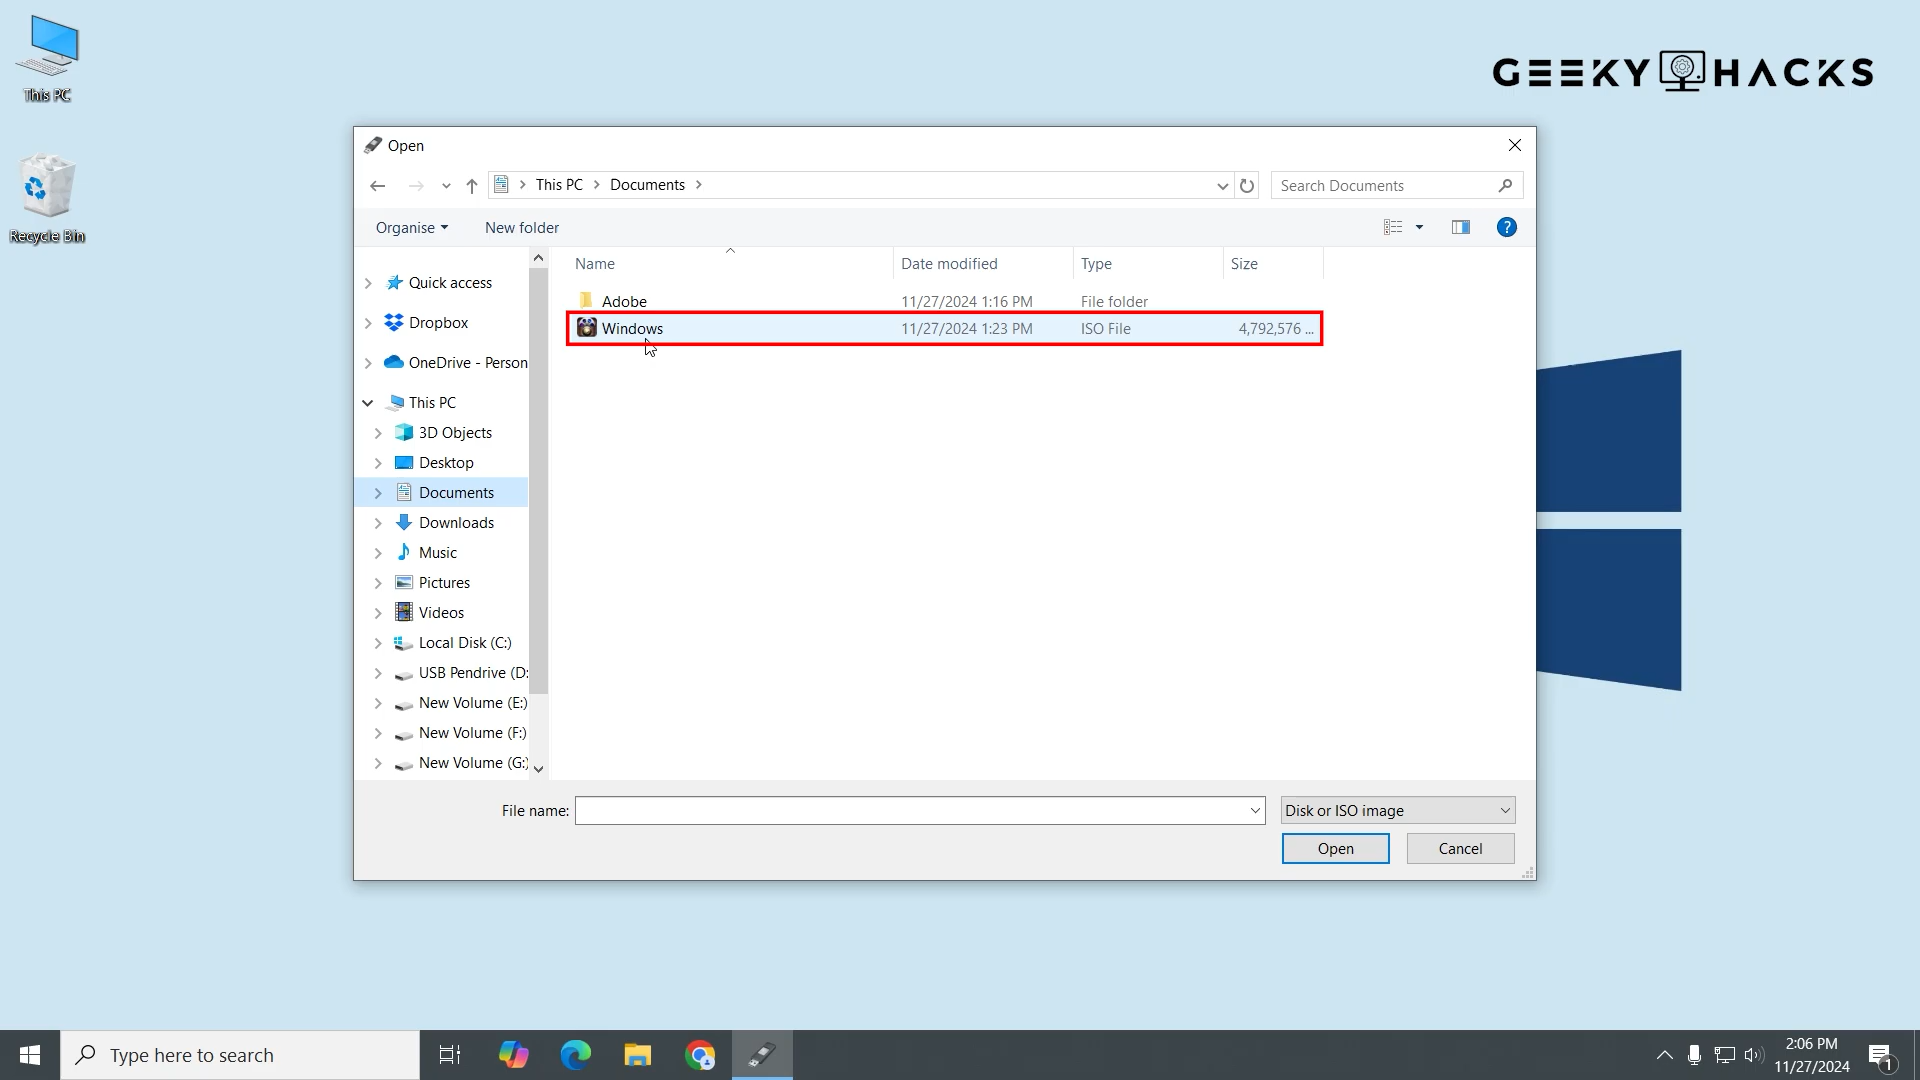 This PC
Recycle Bin
GEEKY HACKS
Open
This PC
Documents
Search Documents
Organise
New folder
Name
Date modified
Type
Size
Adobe
11/27/2024 1:16 PM
File folder
Windows
11/27/2024 1:23 PM
ISO File
4,792,576 ...
Quick access
Dropbox
OneDrive - Person
This PC
3D Objects
Desktop
Documents
Downloads
Music
Pictures
Videos
Local Disk (C:)
USB Pendrive (D:
New Volume (E:)
New Volume (F:)
New Volume (G:)
File name:
Disk or ISO image
Open
Cancel
Type here to search
2:06 PM
11/27/2024
1